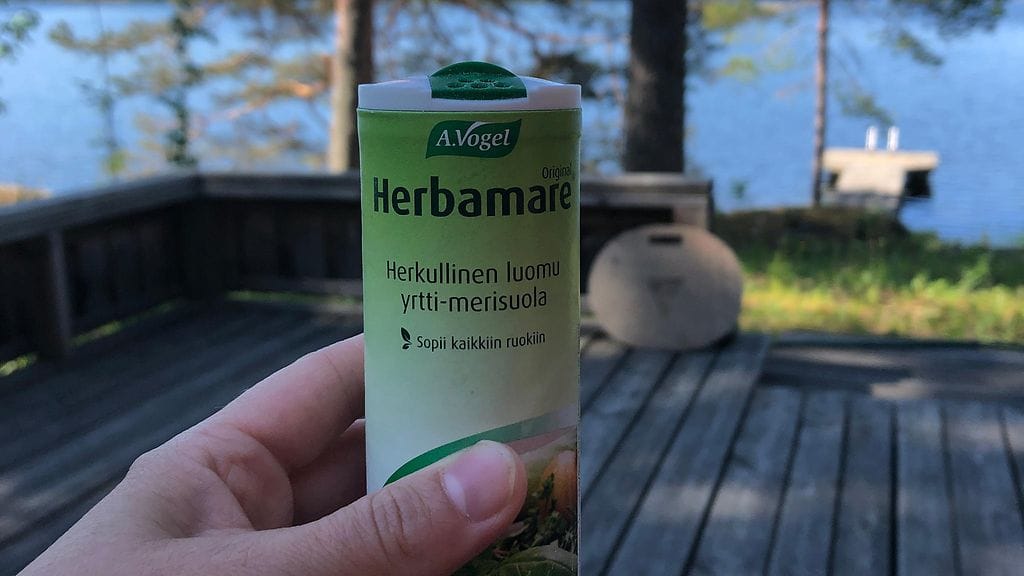 A.Vogel
Original
Herbamare
Herkullinen luomu
yrtti-merisuola
Sopii kaikkiin ruokiin